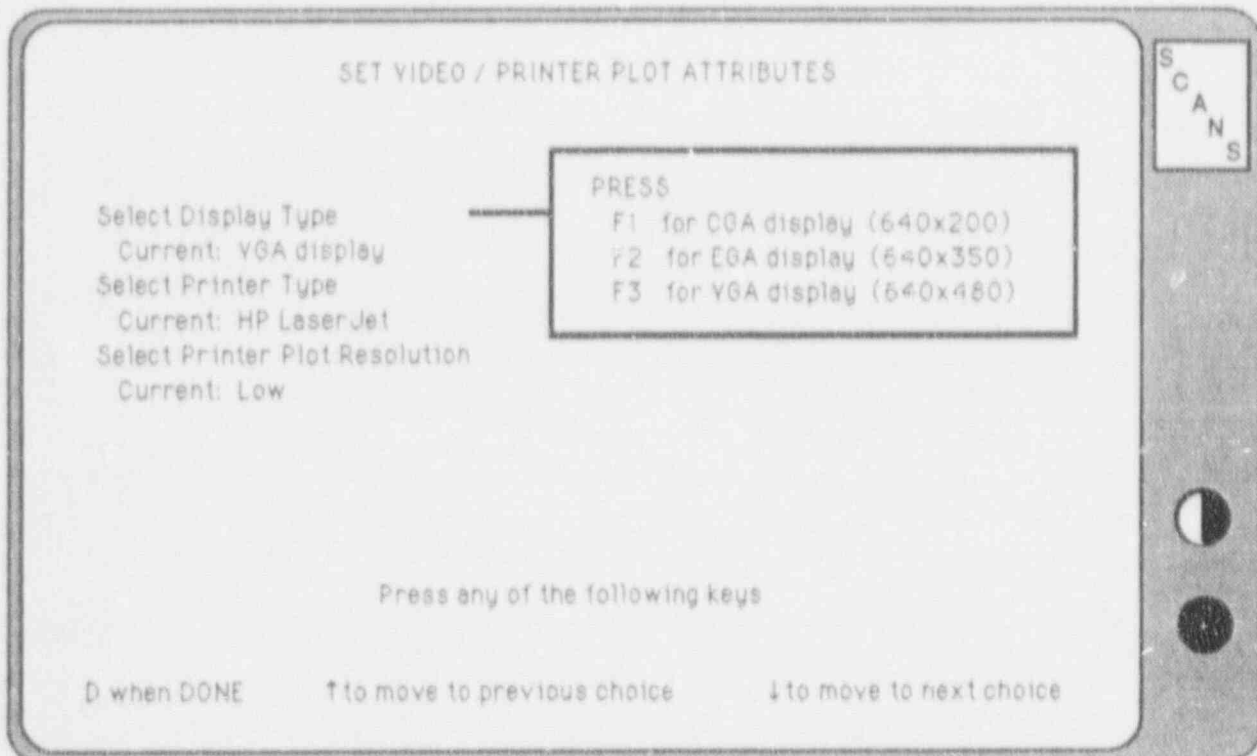 SET VIDEO / PRINTER PLOT ATTRIBUTES
SCANS
PRESS
F1 for CGA display (640x200)
F2 for EGA display (640x350)
F3 for VGA display (640x480)
Select Display Type
Current: VGA display
Select Printer Type
Current: HP LaserJet
Select Printer Plot Resolution
Current: Low
Press any of the following keys
D when DONE ↑ to move to previous choice ↓ to move to next choice